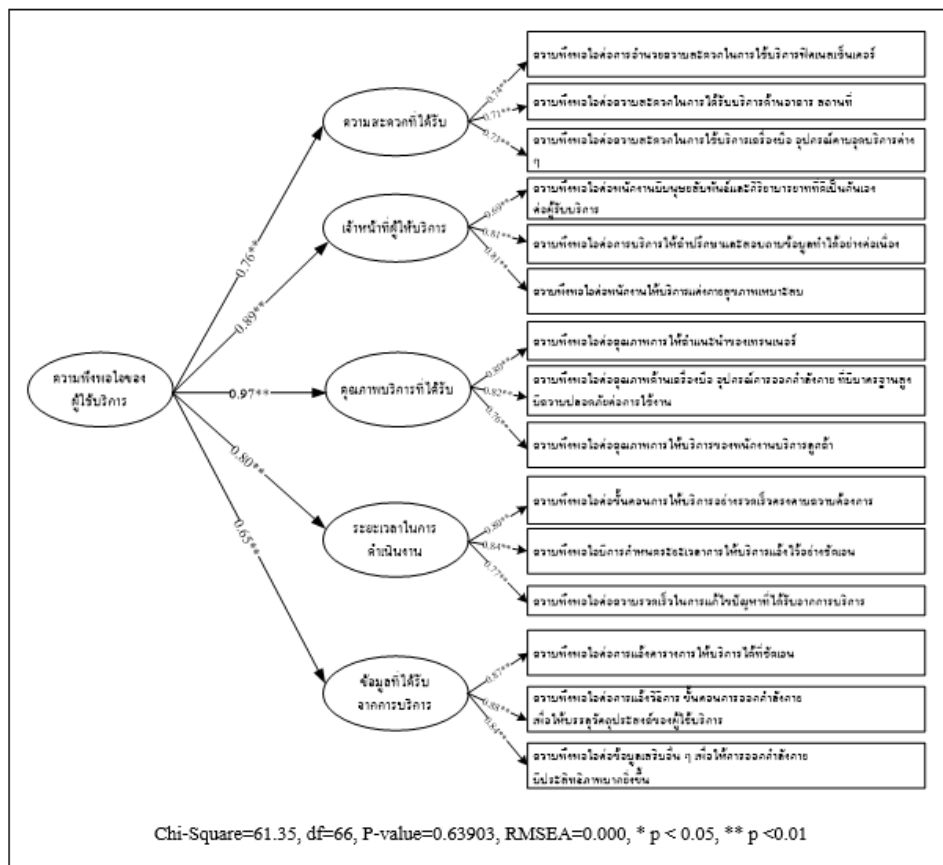 ความพึงพอใจของ
ผู้ใช้บริการ
0.76**
0.89**
0.97**
0.80**
0.65**
ความสะดวกที่ได้รับ
0.74**
0.71**
0.73**
ความพึงพอใจต่อการอำนวยความสะดวกในการใช้บริการฟิตเนสเซ็นเตอร์
ความพึงพอใจต่อความสะดวกในการได้รับบริการด้านอาคาร สถานที่
ความพึงพอใจต่อความสะดวกในการใช้บริการเครื่องมือ อุปกรณ์ตามจุดบริการต่าง
ๆ
เจ้าหน้าที่ผู้ให้บริการ
0.69**
0.81**
0.81**
ความพึงพอใจต่อพนักงานมีมนุษยสัมพันธ์และกิริยามารยาทที่ดีเป็นกันเอง
ต่อผู้รับบริการ
ความพึงพอใจต่อการบริการให้คำปรึกษาและสอบถามข้อมูลทำได้อย่างต่อเนื่อง
ความพึงพอใจต่อพนักงานให้บริการแต่งกายสุขภาพเหมาะสม
คุณภาพบริการที่ได้รับ
0.80**
0.82**
0.76**
ความพึงพอใจต่อคุณภาพการให้คำแนะนำของเทรนเนอร์
ความพึงพอใจต่อคุณภาพด้านเครื่องมือ อุปกรณ์การออกกำลังกาย ที่มีมาตรฐานสูง
มีความปลอดภัยต่อการใช้งาน
ความพึงพอใจต่อคุณภาพการให้บริการของพนักงานบริการลูกค้า
ระยะเวลาในการ
ดำเนินงาน
0.80**
0.84**
0.77**
ความพึงพอใจต่อขั้นตอนการให้บริการอย่างรวดเร็วตรงตามความต้องการ
ความพึงพอใจมีการกำหนดระยะเวลาการให้บริการแจ้งไว้อย่างชัดเจน
ความพึงพอใจต่อความรวดเร็วในการแก้ไขปัญหาที่ได้รับจากการบริการ
ข้อมูลที่ได้รับ
จากการบริการ
0.87**
0.88**
0.84**
ความพึงพอใจต่อการแจ้งตารางการให้บริการได้ที่ชัดเจน
ความพึงพอใจต่อการแจ้งวิธีการ ขั้นตอนการออกกำลังกาย
เพื่อให้บรรลุวัตถุประสงค์ของผู้ใช้บริการ
ความพึงพอใจต่อข้อมูลเสริมอื่น ๆ เพื่อให้การออกกำลังกาย
มีประสิทธิภาพมากยิ่งขึ้น
Chi-Square=61.35, df=66, P-value=0.63903, RMSEA=0.000, * p < 0.05, ** p <0.01